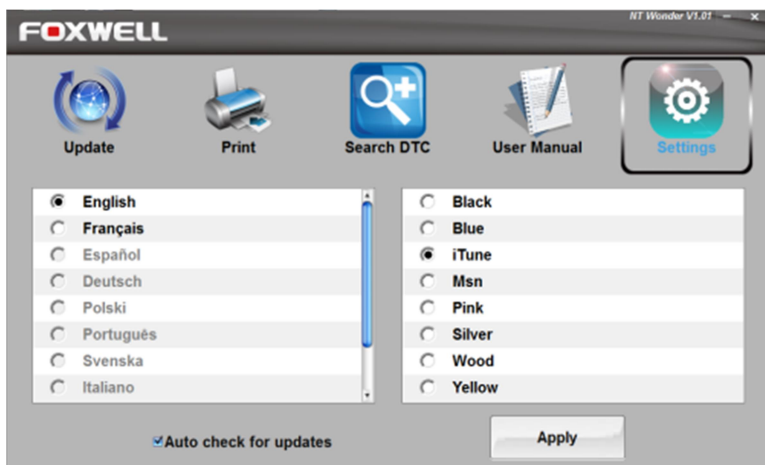 NT Wonder V1.01
FOXWELL
Update
Print
Search DTC
User Manual
Settings
English
Français
Español
Deutsch
Polski
Português
Svenska
Italiano
Black
Blue
iTune
Msn
Pink
Silver
Wood
Yellow
Auto check for updates
Apply